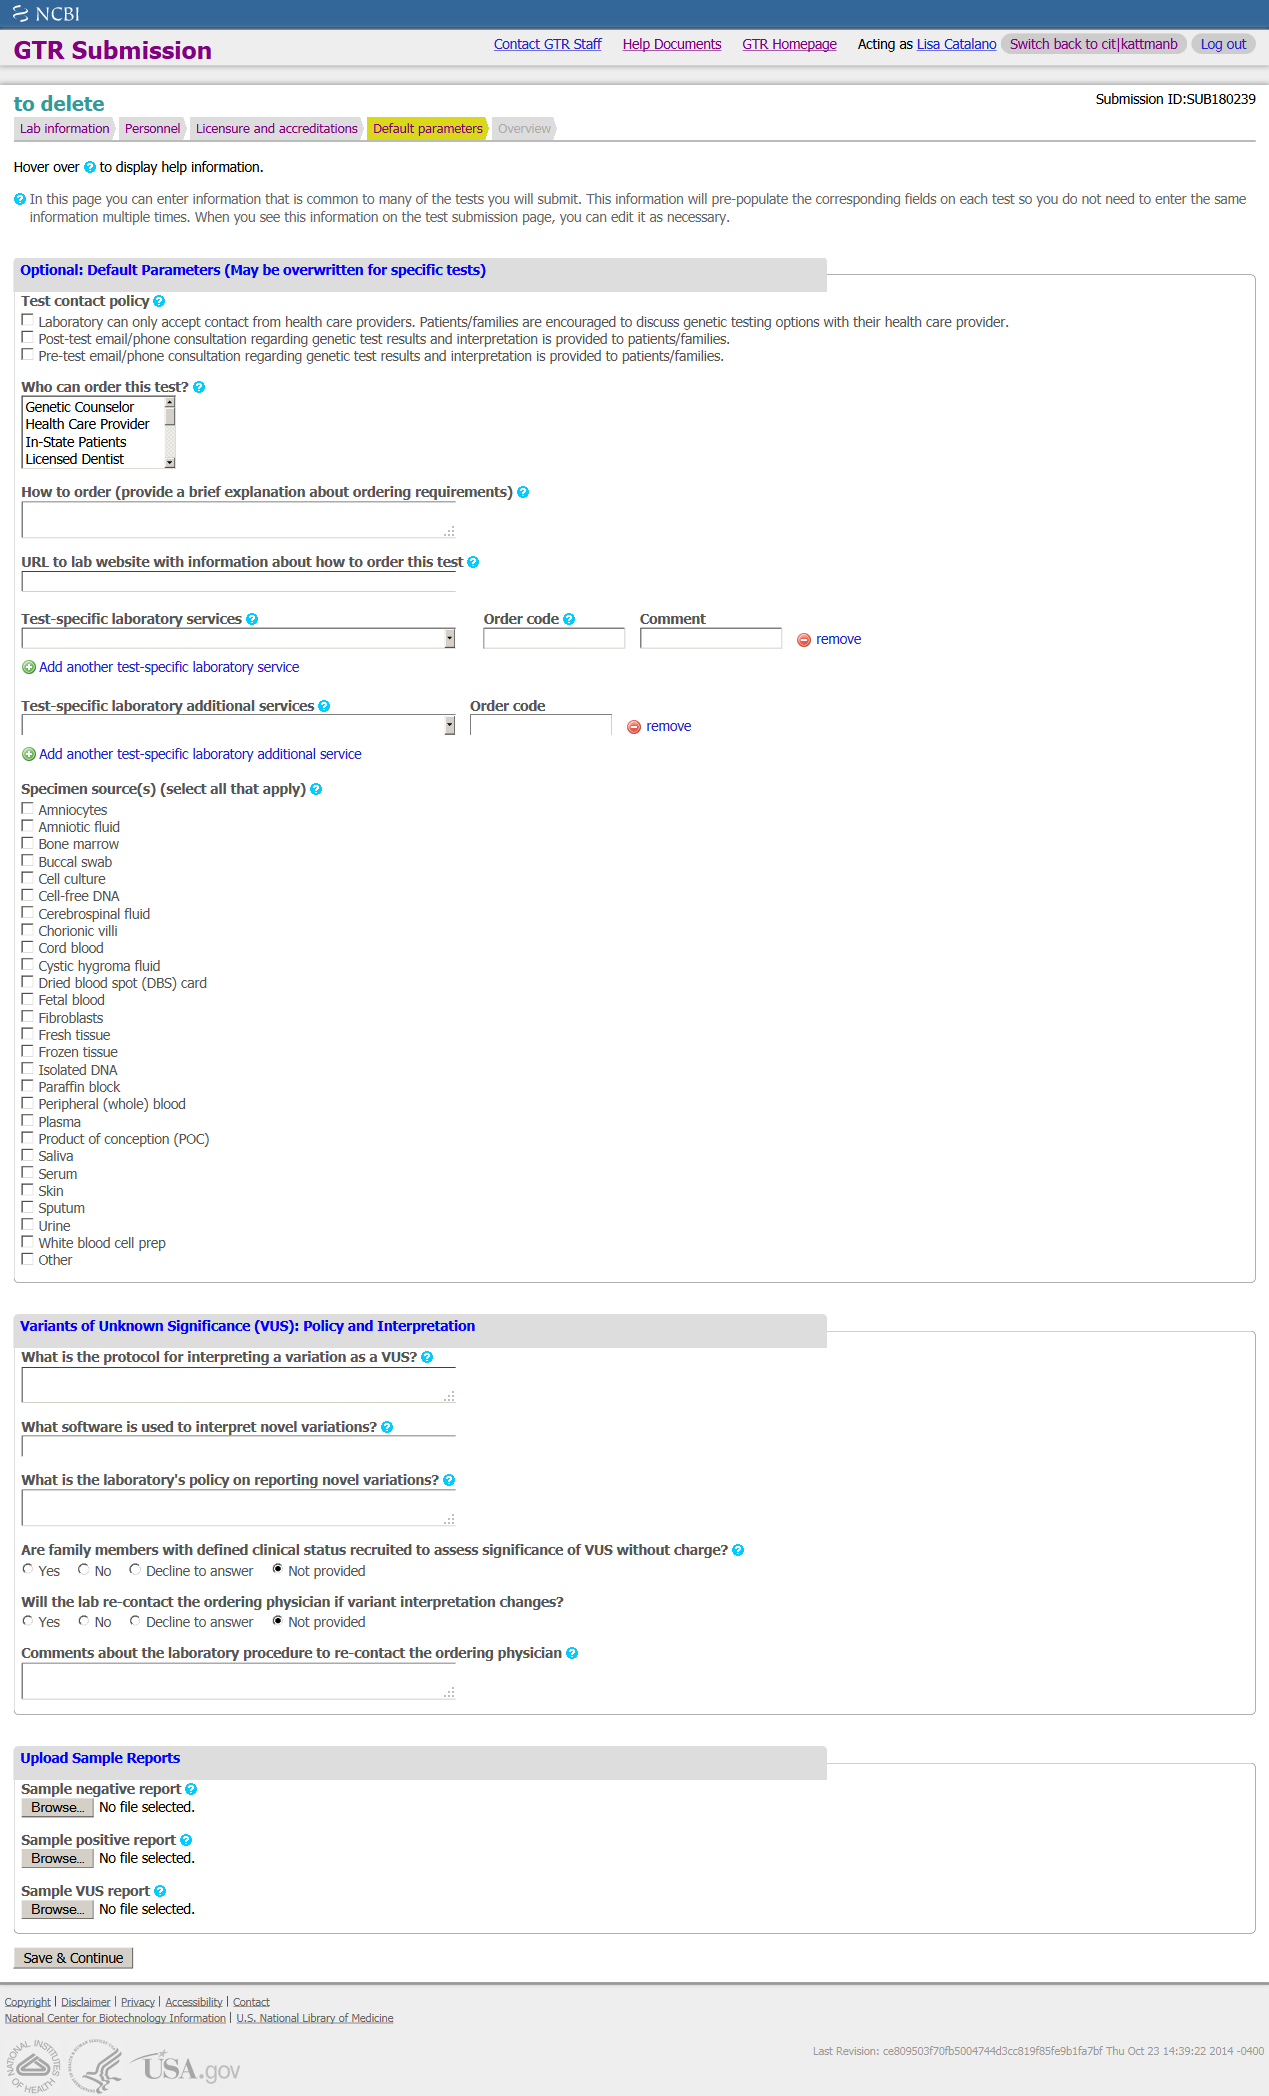 NCBI
GTR Submission
Contact GTR Staff Help Documents GTR Homepage Acting as Lisa Catalano Switch back to cit|kattmanb Log out
to delete
Submission ID:SUB180239
Lab information Personnel Licensure and accreditations Default parameters Overview
Hover over ? to display help information.
? In this page you can enter information that is common to many of the tests you will submit. This information will pre-populate the corresponding fields on each test so you do not need to enter the same
information multiple times. When you see this information on the test submission page, you can edit it as necessary.
Optional: Default Parameters (May be overwritten for specific tests)
Test contact policy ?
Laboratory can only accept contact from health care providers. Patients/families are encouraged to discuss genetic testing options with their health care provider.
Post-test email/phone consultation regarding genetic test results and interpretation is provided to patients/families.
Pre-test email/phone consultation regarding genetic test results and interpretation is provided to patients/families.
Who can order this test? ?
Genetic Counselor
Health Care Provider
In-State Patients
Licensed Dentist
How to order (provide a brief explanation about ordering requirements) ?
URL to lab website with information about how to order this test ?
Test-specific laboratory services ? Order code ? Comment
remove
Add another test-specific laboratory service
Test-specific laboratory additional services ? Order code
remove
Add another test-specific laboratory additional service
Specimen source(s) (select all that apply) ?
Amniocytes
Amniotic fluid
Bone marrow
Buccal swab
Cell culture
Cell-free DNA
Cerebrospinal fluid
Chorionic villi
Cord blood
Cystic hygroma fluid
Dried blood spot (DBS) card
Fetal blood
Fibroblasts
Fresh tissue
Frozen tissue
Isolated DNA
Paraffin block
Peripheral (whole) blood
Plasma
Product of conception (POC)
Saliva
Serum
Skin
Sputum
Urine
White blood cell prep
Other
Variants of Unknown Significance (VUS): Policy and Interpretation
What is the protocol for interpreting a variation as a VUS? ?
What software is used to interpret novel variations? ?
What is the laboratory's policy on reporting novel variations? ?
Are family members with defined clinical status recruited to assess significance of VUS without charge? ?
Yes No Decline to answer Not provided
Will the lab re-contact the ordering physician if variant interpretation changes?
Yes No Decline to answer Not provided
Comments about the laboratory procedure to re-contact the ordering physician ?
Upload Sample Reports
Sample negative report ?
Browse... No file selected.
Sample positive report ?
Browse... No file selected.
Sample VUS report ?
Browse... No file selected.
Save & Continue
Copyright | Disclaimer | Privacy | Accessibility | Contact
National Center for Biotechnology Information | U.S. National Library of Medicine
NATIONAL INSTITUTES OF HEALTH
USA.gov
Last Revision: ce809503f70fb5004744d3cc819f85fe9b1fa7bf Thu Oct 23 14:39:22 2014 -0400